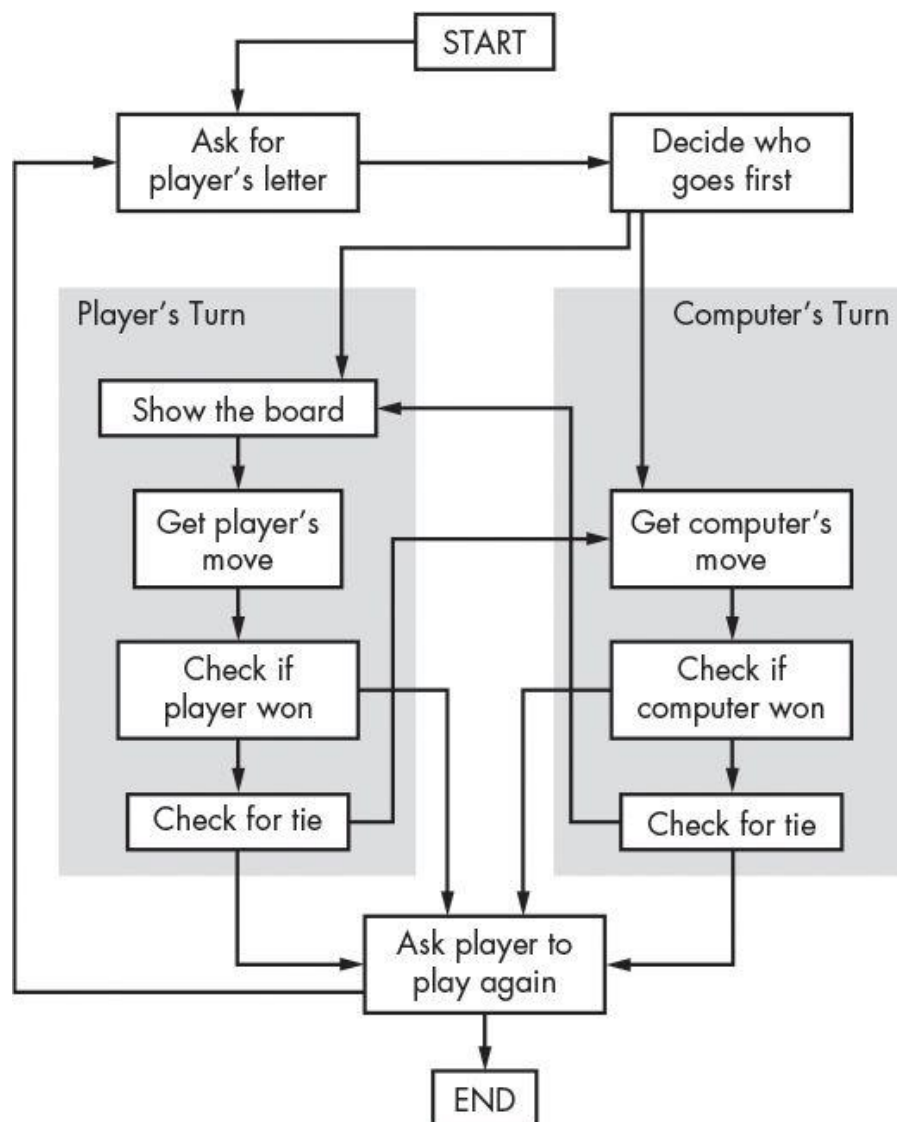 START
Ask for
player’s letter
Decide who
goes first
Player’s Turn
Computer’s Turn
Show the board
Get player’s
move
Get computer’s
move
Check if
player won
Check if
computer won
Check for tie
Check for tie
Ask player to
play again
END